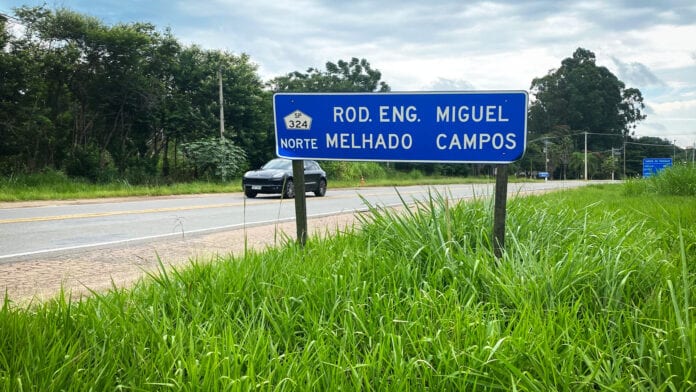 ROD. ENG. MIGUEL
SP
324
NORTE MELHADO CAMPOS